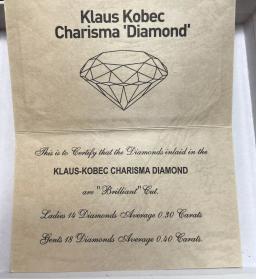 Klaus Kobec
Charisma 'Diamond'
This is to Certify that the Diamonds inlaid in the
KLAUS-KOBEC CHARISMA DIAMOND
are "Brilliant" Cut.
Ladies 14 Diamonds Average 0.30 Carats
Gents 18 Diamonds Average 0.40 Carats.